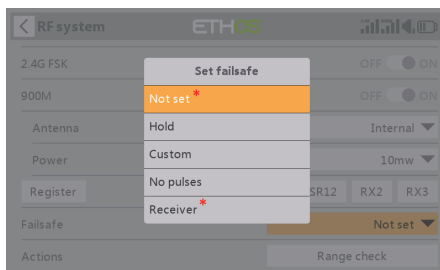 RF system
ETHOS
2.4G FSK
OFF
ON
Set failsafe
900M
Not set *
OFF
ON
Antenna
Hold
Internal
Power
Custom
10mw
No pulses
Register
SR12
RX2
RX3
Receiver *
Failsafe
Not set
Actions
Range check